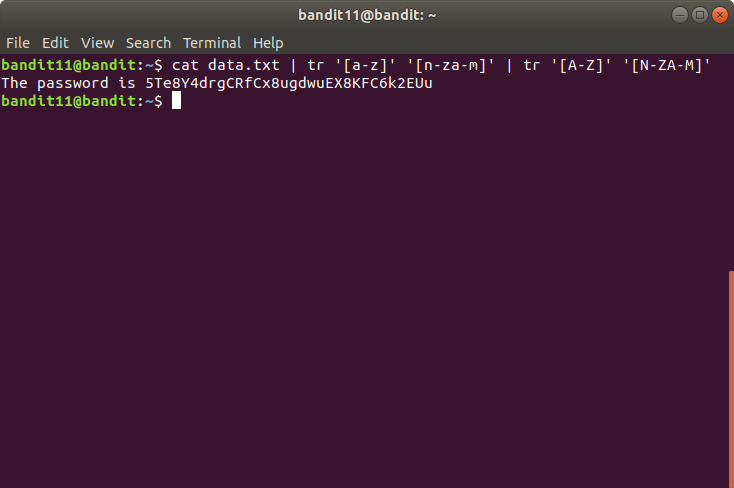 bandit11@bandit: ~
File Edit View Search Terminal Help
bandit11@bandit:~$ cat data.txt | tr '[a-z]' '[n-za-m]' | tr '[A-Z]' '[N-ZA-M]'
The password is 5Te8Y4drgCRfCx8ugdwuEX8KFC6k2EUu
bandit11@bandit:~$